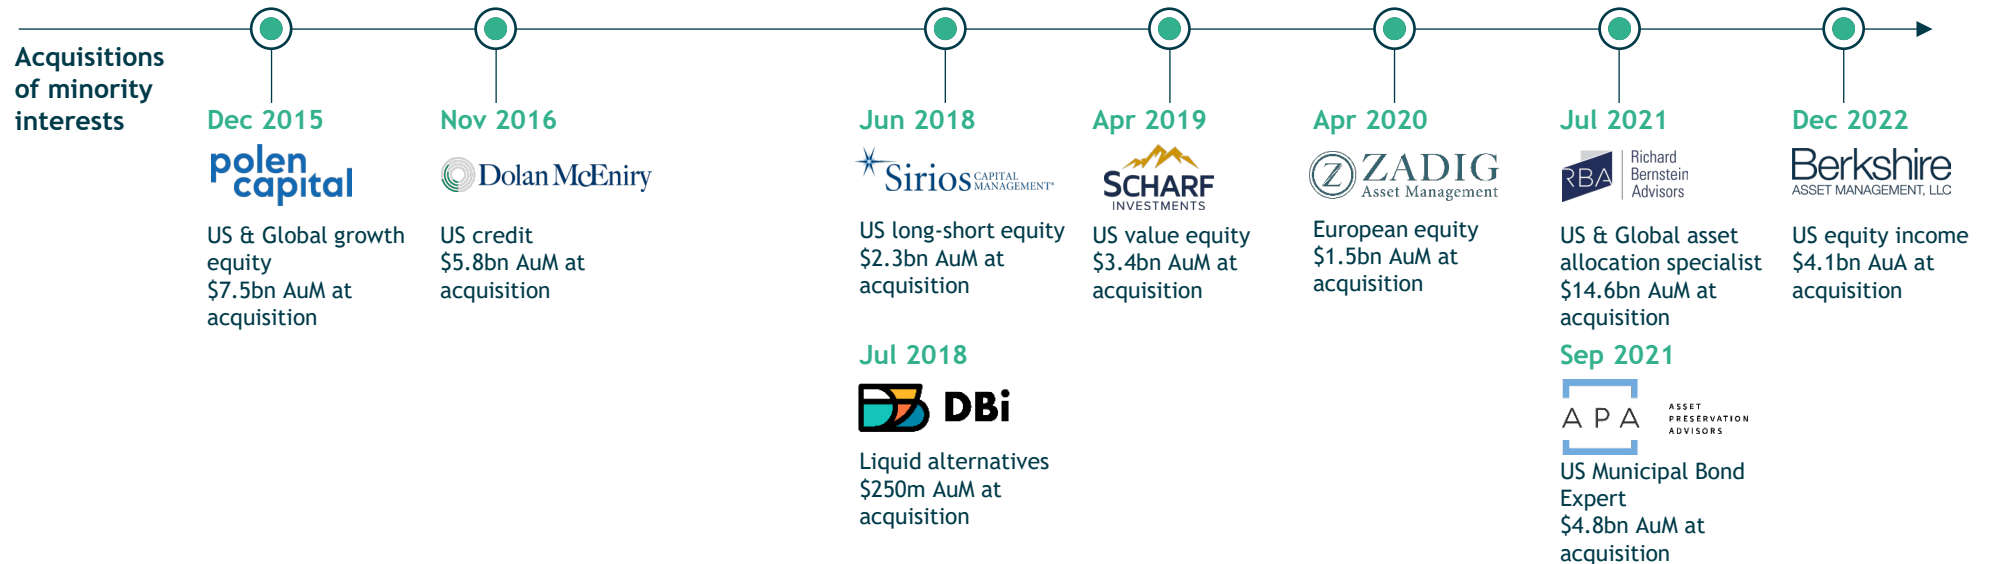 Acquisitions
of minority
interests
Dec 2015
polen
capital
US & Global growth
equity
$7.5bn AuM at
acquisition
Nov 2016
Dolan McEniry
US credit
$5.8bn AuM at
acquisition
Jun 2018
Sirios CAPITAL
MANAGEMENT®
US long-short equity
$2.3bn AuM at
acquisition
Jul 2018
DBi
Liquid alternatives
$250m AuM at
acquisition
Apr 2019
SCHARF
INVESTMENTS
US value equity
$3.4bn AuM at
acquisition
Apr 2020
Z ZADIG
Asset Management
European equity
$1.5bn AuM at
acquisition
Jul 2021
RBA
Richard
Bernstein
Advisors
US & Global asset
allocation specialist
$14.6bn AuM at
acquisition
Sep 2021
APA
ASSET
PRESERVATION
ADVISORS
US Municipal Bond
Expert
$4.8bn AuM at
acquisition
Dec 2022
Berkshire
ASSET MANAGEMENT, LLC
US equity income
$4.1bn AuA at
acquisition